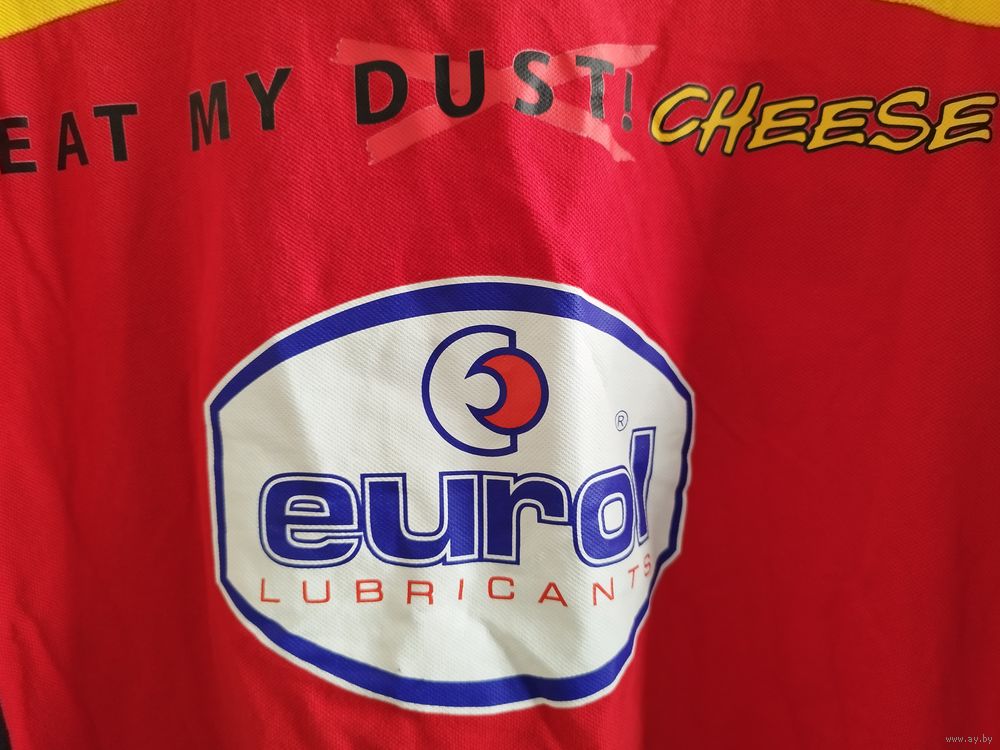 EAT MY DUST! CHEESE
®
eurol
LUBRICANTS
www.ay.by